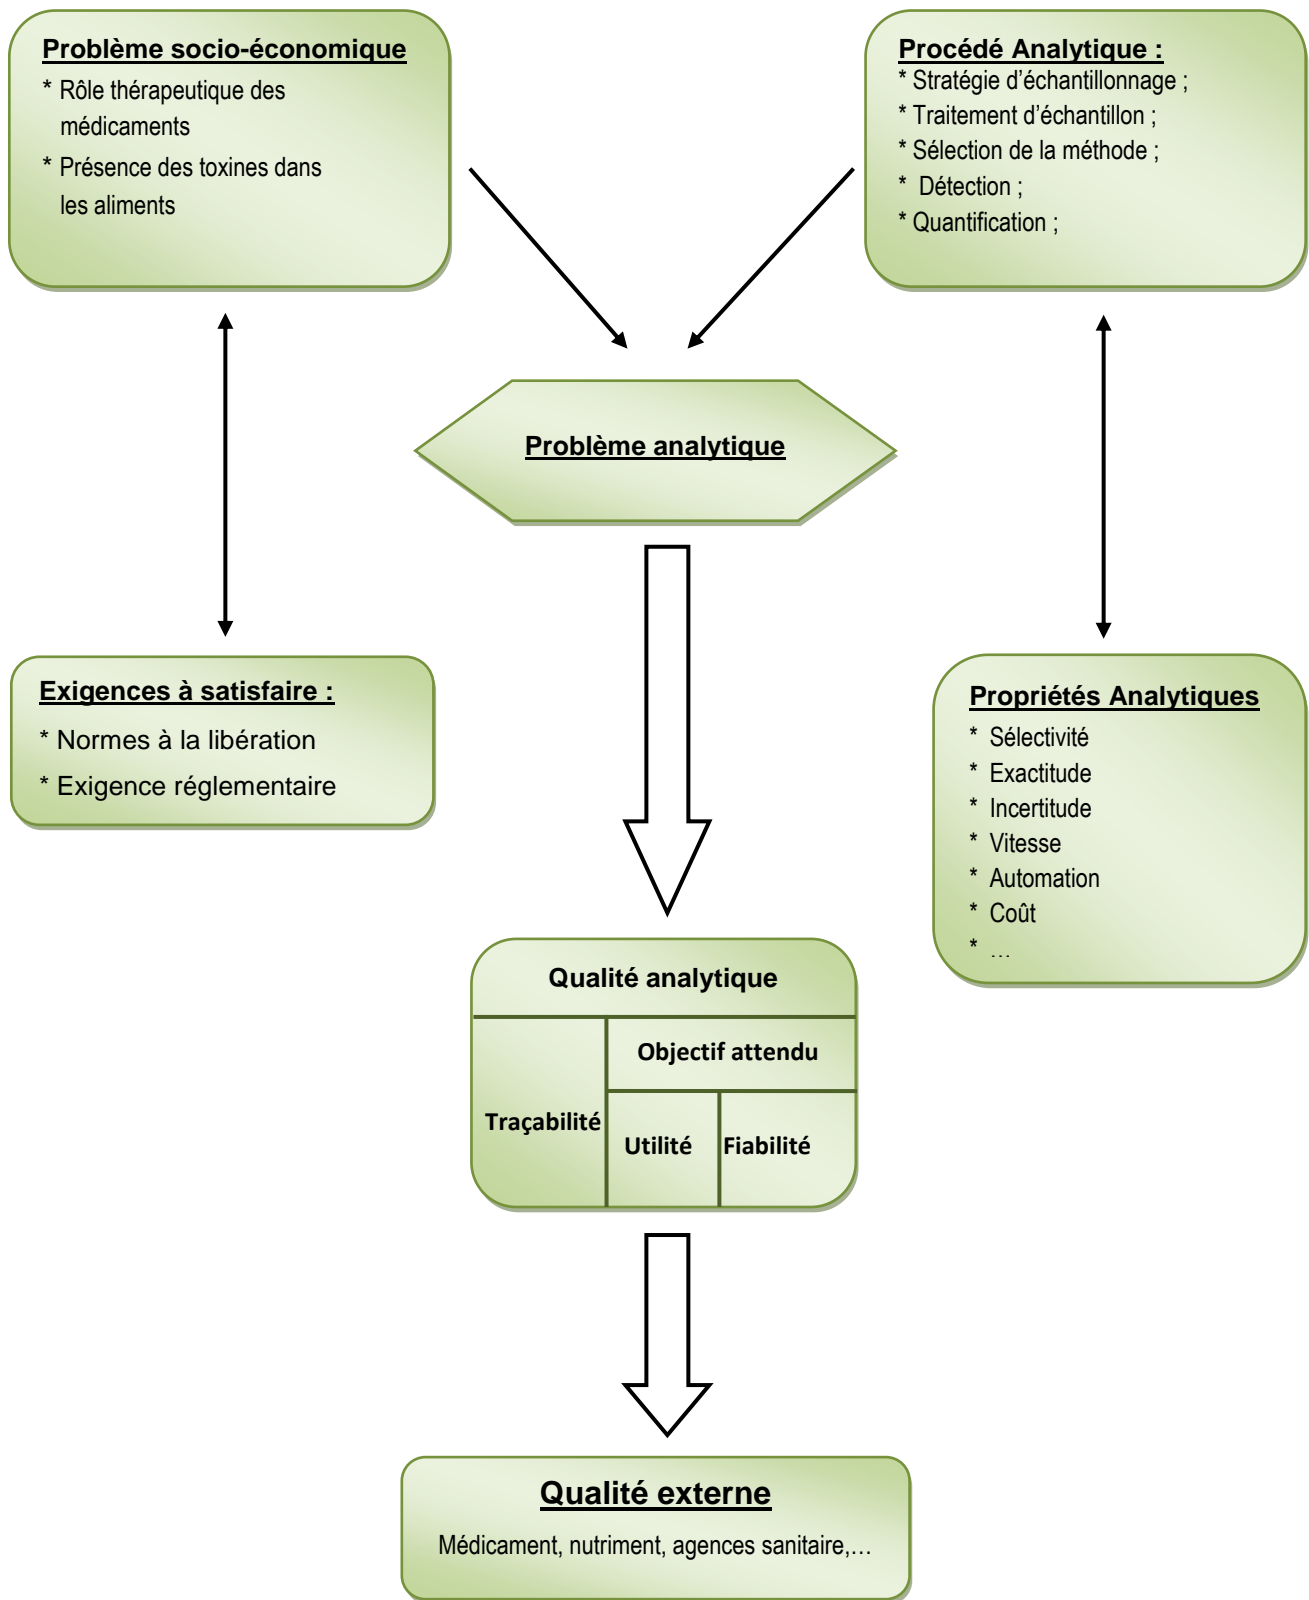 Problème socio-économique
* Rôle thérapeutique des
médicaments
* Présence des toxines dans
les aliments
Procédé Analytique :
* Stratégie d’échantillonnage ;
* Traitement d’échantillon ;
* Sélection de la méthode ;
* Détection ;
* Quantification ;
Problème analytique
Exigences à satisfaire :
* Normes à la libération
* Exigence réglementaire
Propriétés Analytiques
* Sélectivité
* Exactitude
* Incertitude
* Vitesse
* Automation
* Coût
* …
Qualité analytique
Objectif attendu
Traçabilité
Utilité
Fiabilité
Qualité externe
Médicament, nutriment, agences sanitaire,…